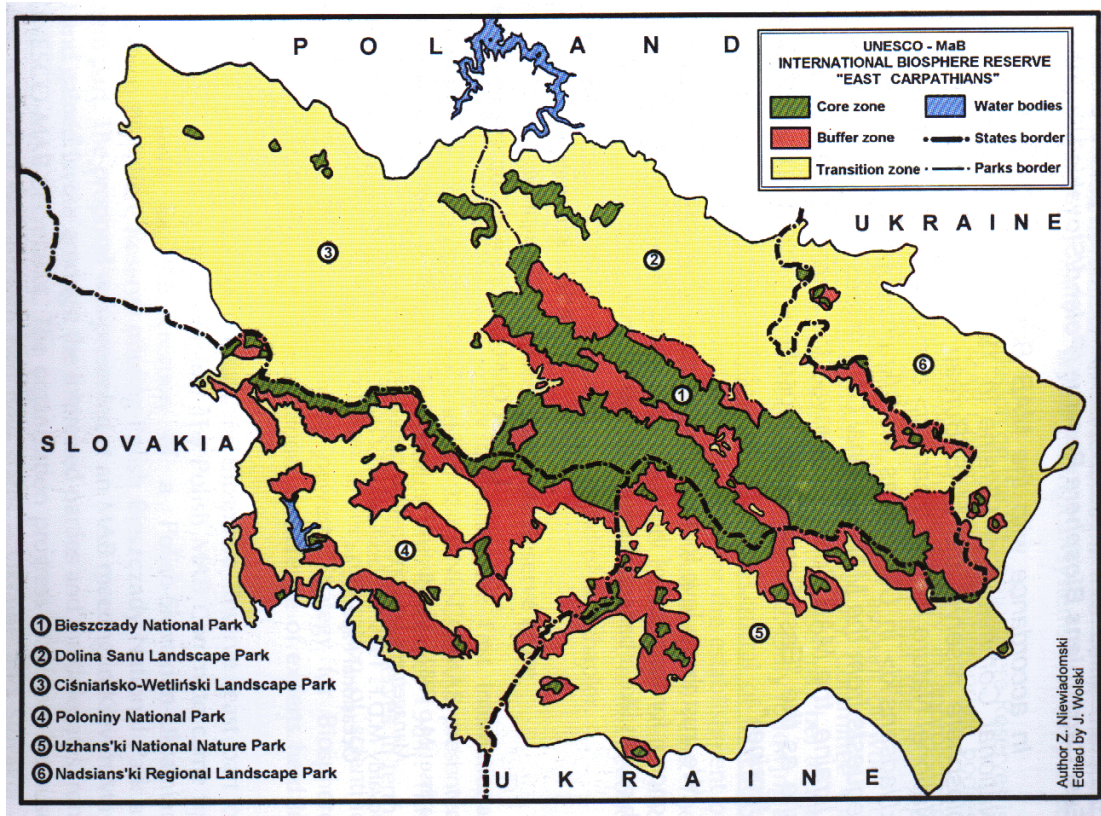 P O L A N D
UNESCO - MaB
INTERNATIONAL BIOSPHERE RESERVE
"EAST CARPATHIANS"
Core zone
Water bodies
Buffer zone
States border
Transition zone
Parks border
U K R A I N E
3
2
6
1
S L O V A K I A
4
5
1 Bieszczady National Park
2 Dolina Sanu Landscape Park
3 Ciśniańsko-Wetliński Landscape Park
4 Poloniny National Park
5 Uzhans'ki National Nature Park
6 Nadsians'ki Regional Landscape Park
U K R A I N E
Author Z. Niewiadomski
Edited by J. Wolski